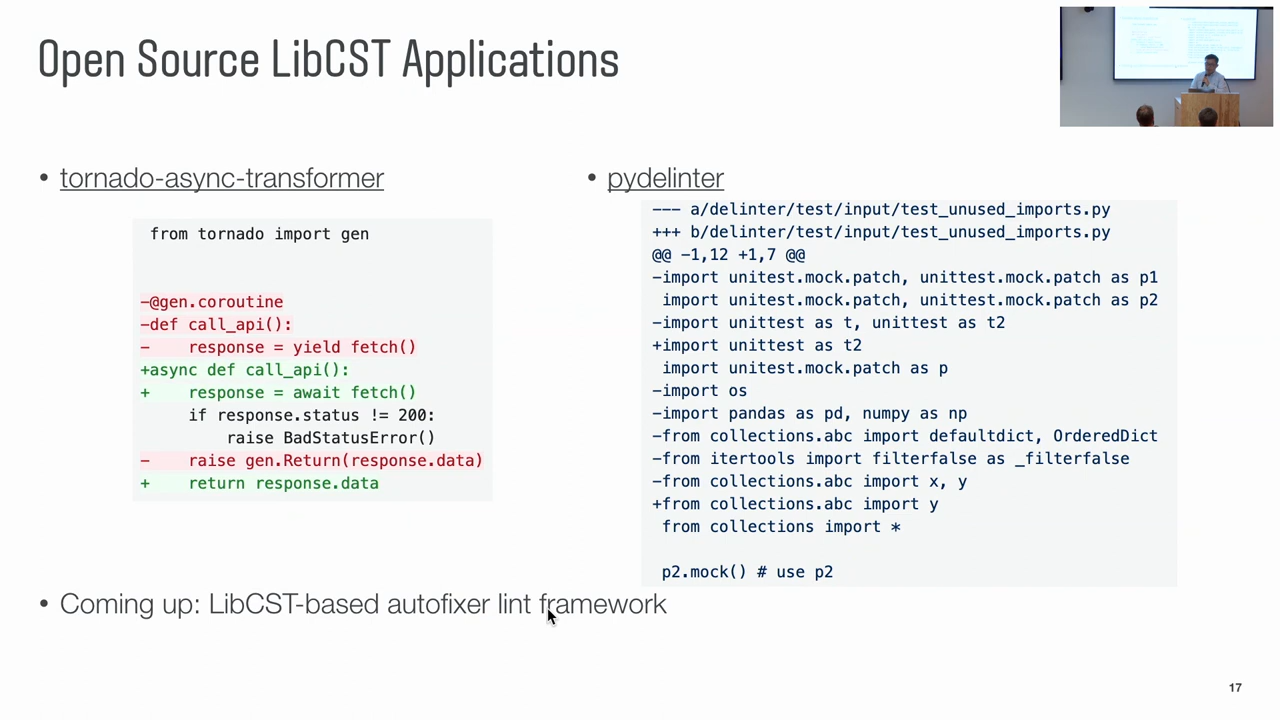 Open Source LibCST Applications
• tornado-async-transformer
from tornado import gen
-@gen.coroutine
-def call_api():
-    response = yield fetch()
+async def call_api():
+    response = await fetch()
     if response.status != 200:
         raise BadStatusError()
-    raise gen.Return(response.data)
+    return response.data
• pydelinter
--- a/delinter/test/input/test_unused_imports.py
+++ b/delinter/test/input/test_unused_imports.py
@@ -1,12 +1,7 @@
-import unitest.mock.patch, unittest.mock.patch as p1
 import unitest.mock.patch, unittest.mock.patch as p2
-import unittest as t, unittest as t2
+import unittest as t2
 import unitest.mock.patch as p
-import os
-import pandas as pd, numpy as np
-from collections.abc import defaultdict, OrderedDict
-from itertools import filterfalse as _filterfalse
-from collections.abc import x, y
+from collections.abc import y
 from collections import *
 p2.mock() # use p2
• Coming up: LibCST-based autofixer lint framework
17